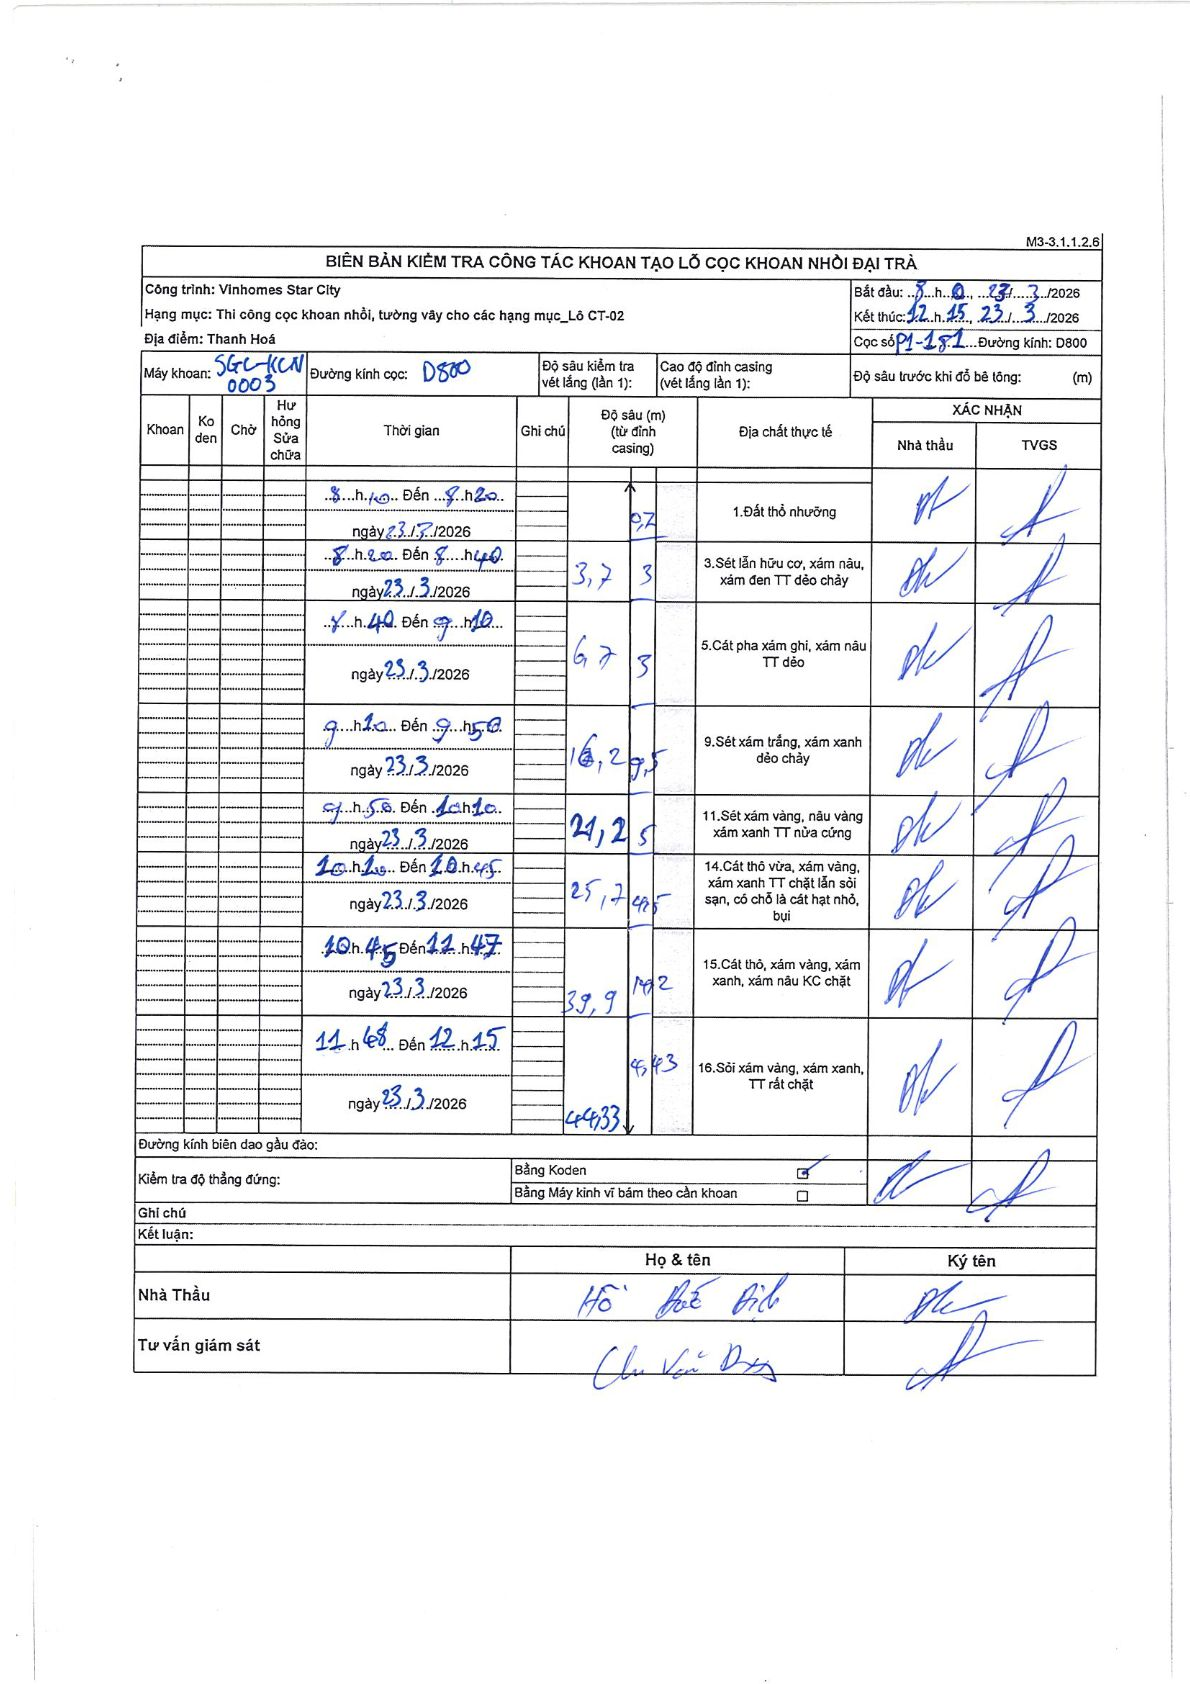 M3-3.1.1.2.6
BIÊN BẢN KIỂM TRA CÔNG TÁC KHOAN TẠO LỖ CỌC KHOAN NHỒI ĐẠI TRÀ
Công trình: Vinhomes Star City
Bắt đầu: 8 h 0, 23/3/2026
Hạng mục: Thi công cọc khoan nhồi, tường vây cho các hạng mục_Lô CT-02
Kết thúc: 12 h 15, 23/3/2026
Địa điểm: Thanh Hoá
Cọc số P1-181 Đường kính: D800
Máy khoan: SGC-KCN 0003
Đường kính cọc: D800
Độ sâu kiểm tra vét lắng (lần 1):
Cao độ đỉnh casing (vét lắng lần 1):
Độ sâu trước khi đổ bê tông: (m)
Khoan
Ko den
Chờ
Hư hỏng Sửa chữa
Thời gian
Ghi chú
Độ sâu (m) (từ đỉnh casing)
Địa chất thực tế
XÁC NHẬN
Nhà thầu
TVGS
8 h 10 Đến 8 h 20
ngày 23/3/2026
0,7
1.Đất thổ nhưỡng
8 h 20 Đến 8 h 40
ngày 23/3/2026
3,7 3
3.Sét lẫn hữu cơ, xám nâu,
xám đen TT dẻo chảy
8 h 40 Đến 9 h 10
ngày 23/3/2026
6,7 3
5.Cát pha xám ghi, xám nâu
TT dẻo
9 h 10 Đến 9 h 50
ngày 23/3/2026
16,2 9,5
9.Sét xám trắng, xám xanh
dẻo chảy
9 h 50 Đến 10 h 10
ngày 23/3/2026
21,2 5
11.Sét xám vàng, nâu vàng
xám xanh TT nửa cứng
10 h 10 Đến 10 h 45
ngày 23/3/2026
25,7 4,5
14.Cát thô vừa, xám vàng,
xám xanh TT chặt lẫn sỏi
sạn, có chỗ là cát hạt nhỏ,
bụi
10 h 45 Đến 11 h 47
ngày 23/3/2026
39,9 14,2
15.Cát thô, xám vàng, xám
xanh, xám nâu KC chặt
11 h 48 Đến 12 h 15
ngày 23/3/2026
44,33 4,43
16.Sỏi xám vàng, xám xanh,
TT rất chặt
Đường kính biên dao gầu đào:
Kiểm tra độ thẳng đứng:
Bằng Koden
Bằng Máy kinh vĩ bám theo cần khoan
Ghi chú
Kết luận:
Họ & tên
Ký tên
Nhà Thầu
Hồ
Tư vấn giám sát
Chu Văn